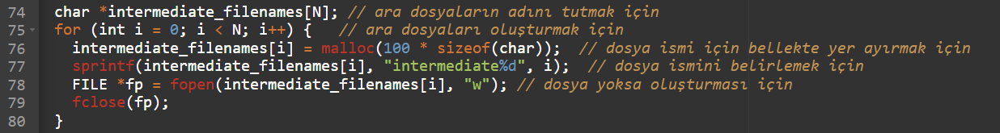 74 char *intermediate_filenames[N]; // ara dosyaların adını tutmak için
75 for (int i = 0; i < N; i++) {   // ara dosyaları oluşturmak için
76   intermediate_filenames[i] = malloc(100 * sizeof(char));  // dosya ismi için bellekte yer ayırmak için
77   sprintf(intermediate_filenames[i], "intermediate%d", i);  // dosya ismini belirlemek için
78   FILE *fp = fopen(intermediate_filenames[i], "w"); // dosya yoksa oluşturması için
79   fclose(fp);
80 }